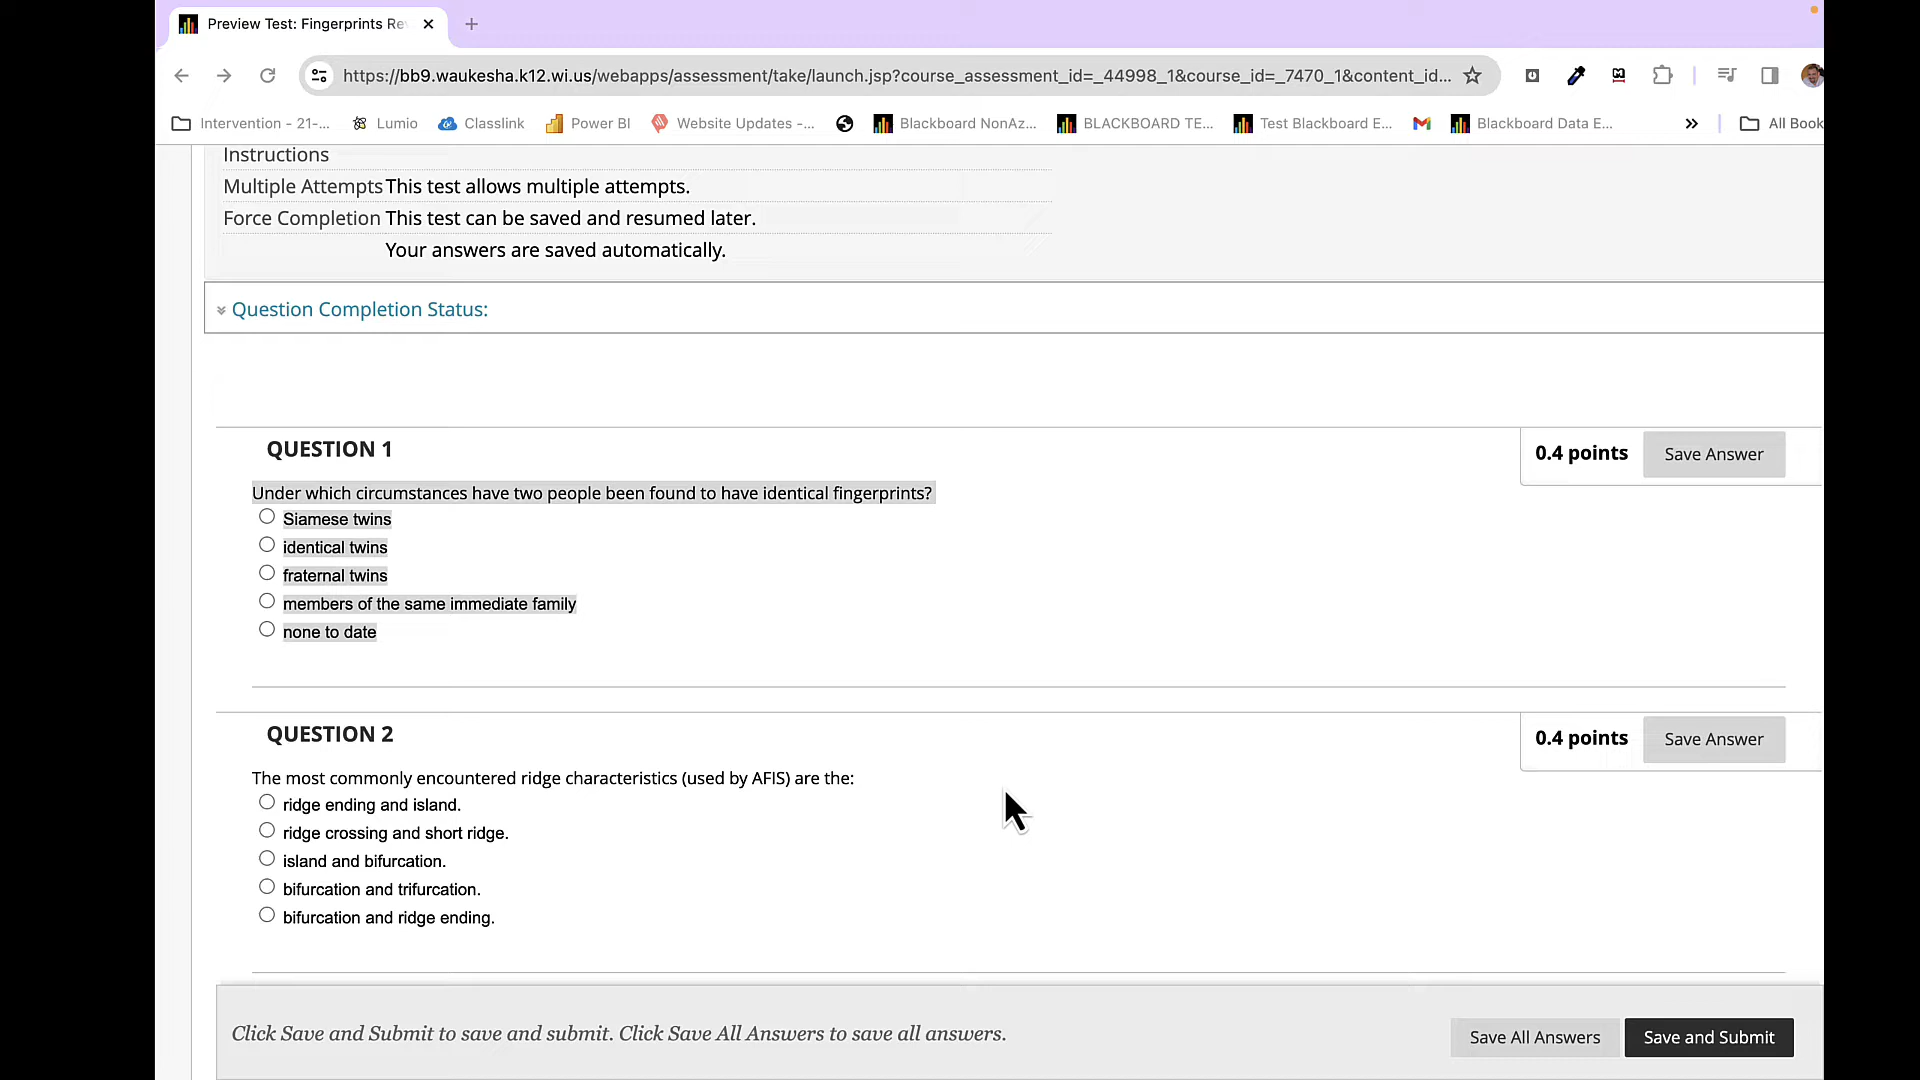 Preview Test: Fingerprints Re
https://bb9.waukesha.k12.wi.us/webapps/assessment/take/launch.jsp?course_assessment_id=_44998_1&course_id=_7470_1&content_id...
Intervention - 21-... Lumio Classlink Power BI Website Updates -... Blackboard NonAz... BLACKBOARD TE... Test Blackboard E... Blackboard Data E... » All Book
Instructions
Multiple Attempts This test allows multiple attempts.
Force Completion This test can be saved and resumed later.
Your answers are saved automatically.
Question Completion Status:
QUESTION 1
0.4 points Save Answer
Under which circumstances have two people been found to have identical fingerprints?
Siamese twins
identical twins
fraternal twins
members of the same immediate family
none to date
QUESTION 2
0.4 points Save Answer
The most commonly encountered ridge characteristics (used by AFIS) are the:
ridge ending and island.
ridge crossing and short ridge.
island and bifurcation.
bifurcation and trifurcation.
bifurcation and ridge ending.
Click Save and Submit to save and submit. Click Save All Answers to save all answers.
Save All Answers Save and Submit